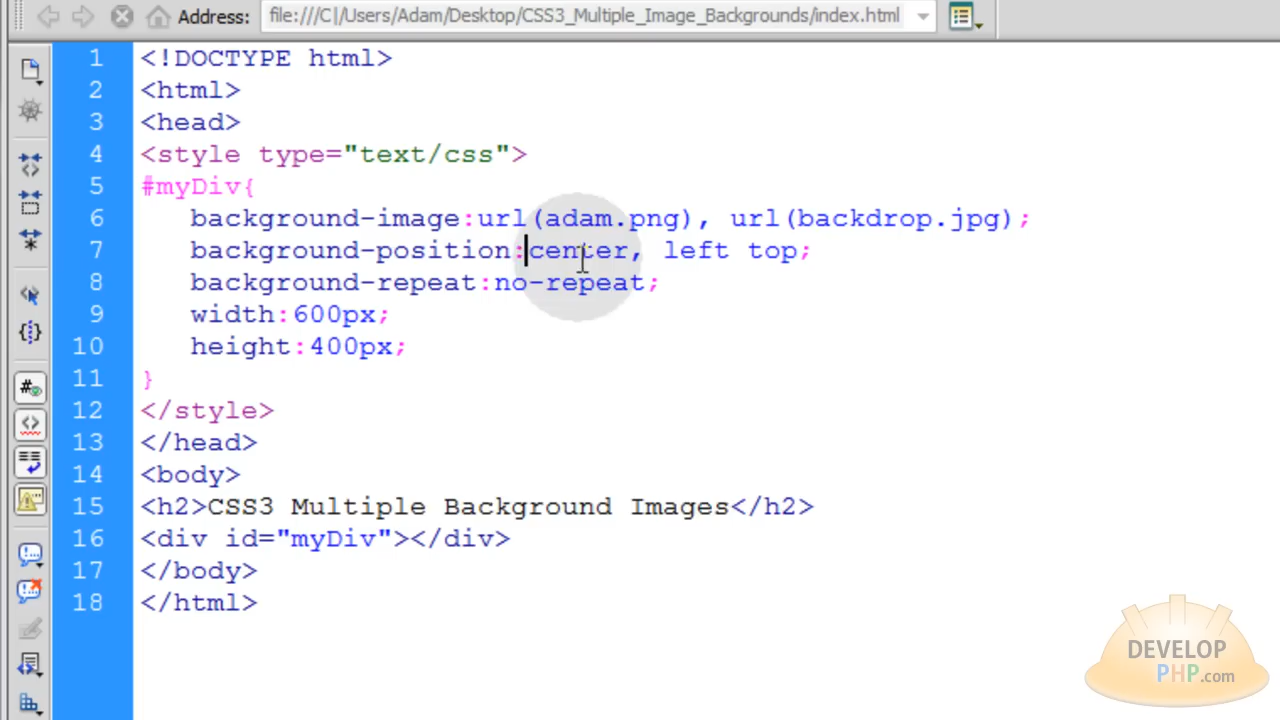 Address: file:///C|/Users/Adam/Desktop/CSS3_Multiple_Image_Backgrounds/index.html
1 <!DOCTYPE html>
2 <html>
3 <head>
4 <style type="text/css">
5 #myDiv{
6 background-image:url(adam.png), url(backdrop.jpg);
7 background-position:center, left top;
8 background-repeat:no-repeat;
9 width:600px;
10 height:400px;
11 }
12 </style>
13 </head>
14 <body>
15 <h2>CSS3 Multiple Background Images</h2>
16 <div id="myDiv"></div>
17 </body>
18 </html>
DEVELOP
PHP.com